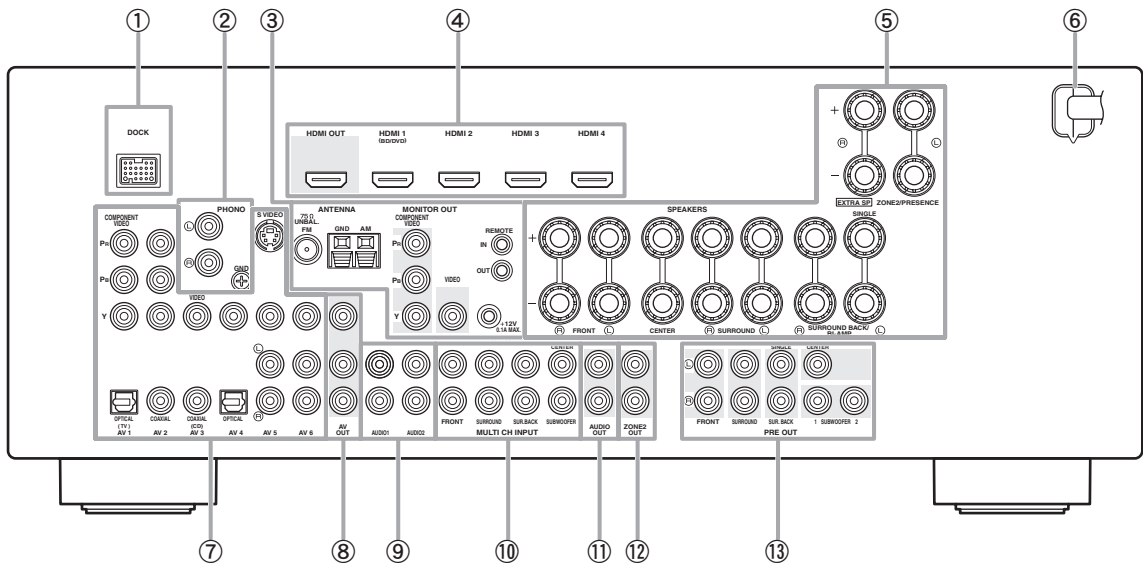 ① ② ③ ④ ⑤ ⑥
DOCK
HDMI OUT HDMI 1 HDMI 2 HDMI 3 HDMI 4
(BD/DVD)
+
Ⓡ Ⓛ
–
EXTRA SP ZONE2/PRESENCE
COMPONENT VIDEO
PHONO
Ⓛ
Ⓡ
GND
S VIDEO
ANTENNA
75Ω UNBAL.
FM
GND AM
MONITOR OUT
COMPONENT VIDEO
PR
PB
Y
VIDEO
REMOTE
IN
OUT
+12V
0.1A MAX.
SPEAKERS
SINGLE
+
–
Ⓡ FRONT Ⓛ CENTER Ⓡ SURROUND Ⓛ Ⓡ SURROUND BACK/ BI-AMP Ⓛ
PR
PB
Y
VIDEO
Ⓛ
Ⓡ
OPTICAL COAXIAL COAXIAL OPTICAL
(TV) (CD)
AV 1 AV 2 AV 3 AV 4 AV 5 AV 6
AV OUT
AUDIO1 AUDIO2
CENTER
FRONT SURROUND SUR.BACK SUBWOOFER
MULTI CH INPUT
AUDIO OUT
ZONE2 OUT
SINGLE CENTER
Ⓛ
Ⓡ
FRONT SURROUND SUR.BACK 1 SUBWOOFER 2
PRE OUT
⑦ ⑧ ⑨ ⑩ ⑪ ⑫ ⑬